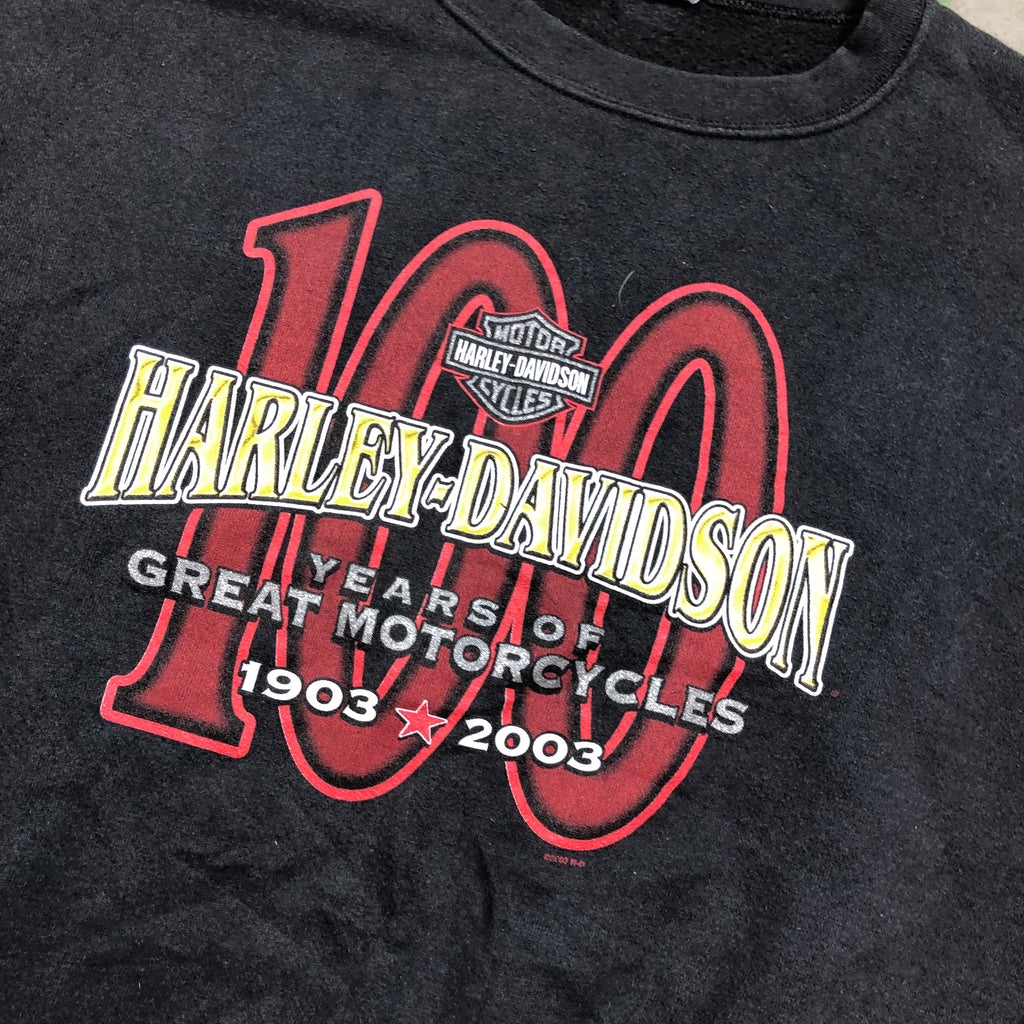 100
MOTOR
HARLEY-DAVIDSON
CYCLES
HARLEY-DAVIDSON
YEARS OF
GREAT MOTORCYCLES
1903 ★ 2003